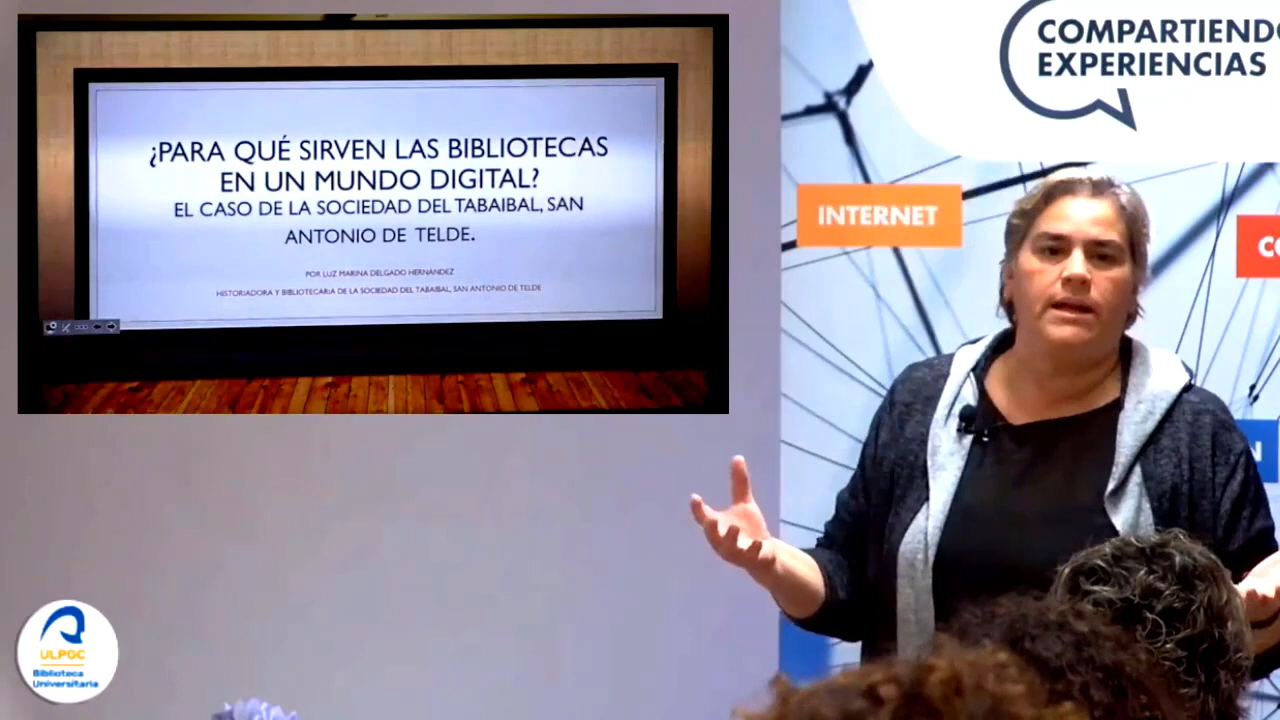 ¿PARA QUÉ SIRVEN LAS BIBLIOTECAS
EN UN MUNDO DIGITAL?
EL CASO DE LA SOCIEDAD DEL TABAIBAL, SAN
ANTONIO DE TELDE.
POR LUZ MARINA DELGADO HERNÁNDEZ
HISTORIADORA Y BIBLIOTECARIA DE LA SOCIEDAD DEL TABAIBAL, SAN ANTONIO DE TELDE
COMPARTIENDO
EXPERIENCIAS
INTERNET
CO
N
ULPGC
Biblioteca
Universitaria